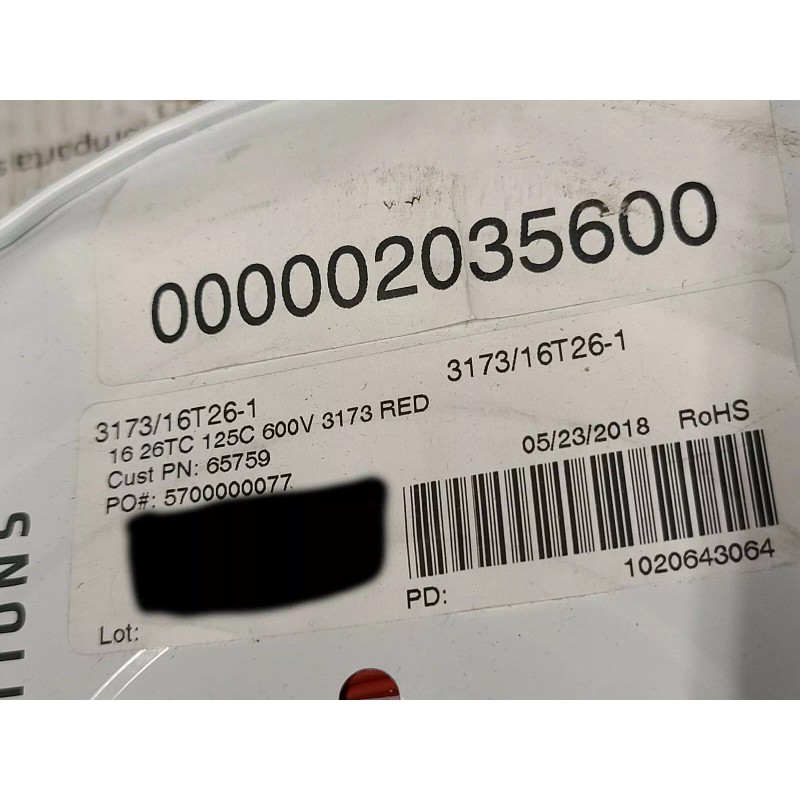 000002035600
3173/16T26-1
3173/16T26-1
16 26TC 125C 600V 3173 RED
Cust PN: 65759
05/23/2018 RoHS
PO#: 5700000077
1020643064
PD:
Lot: